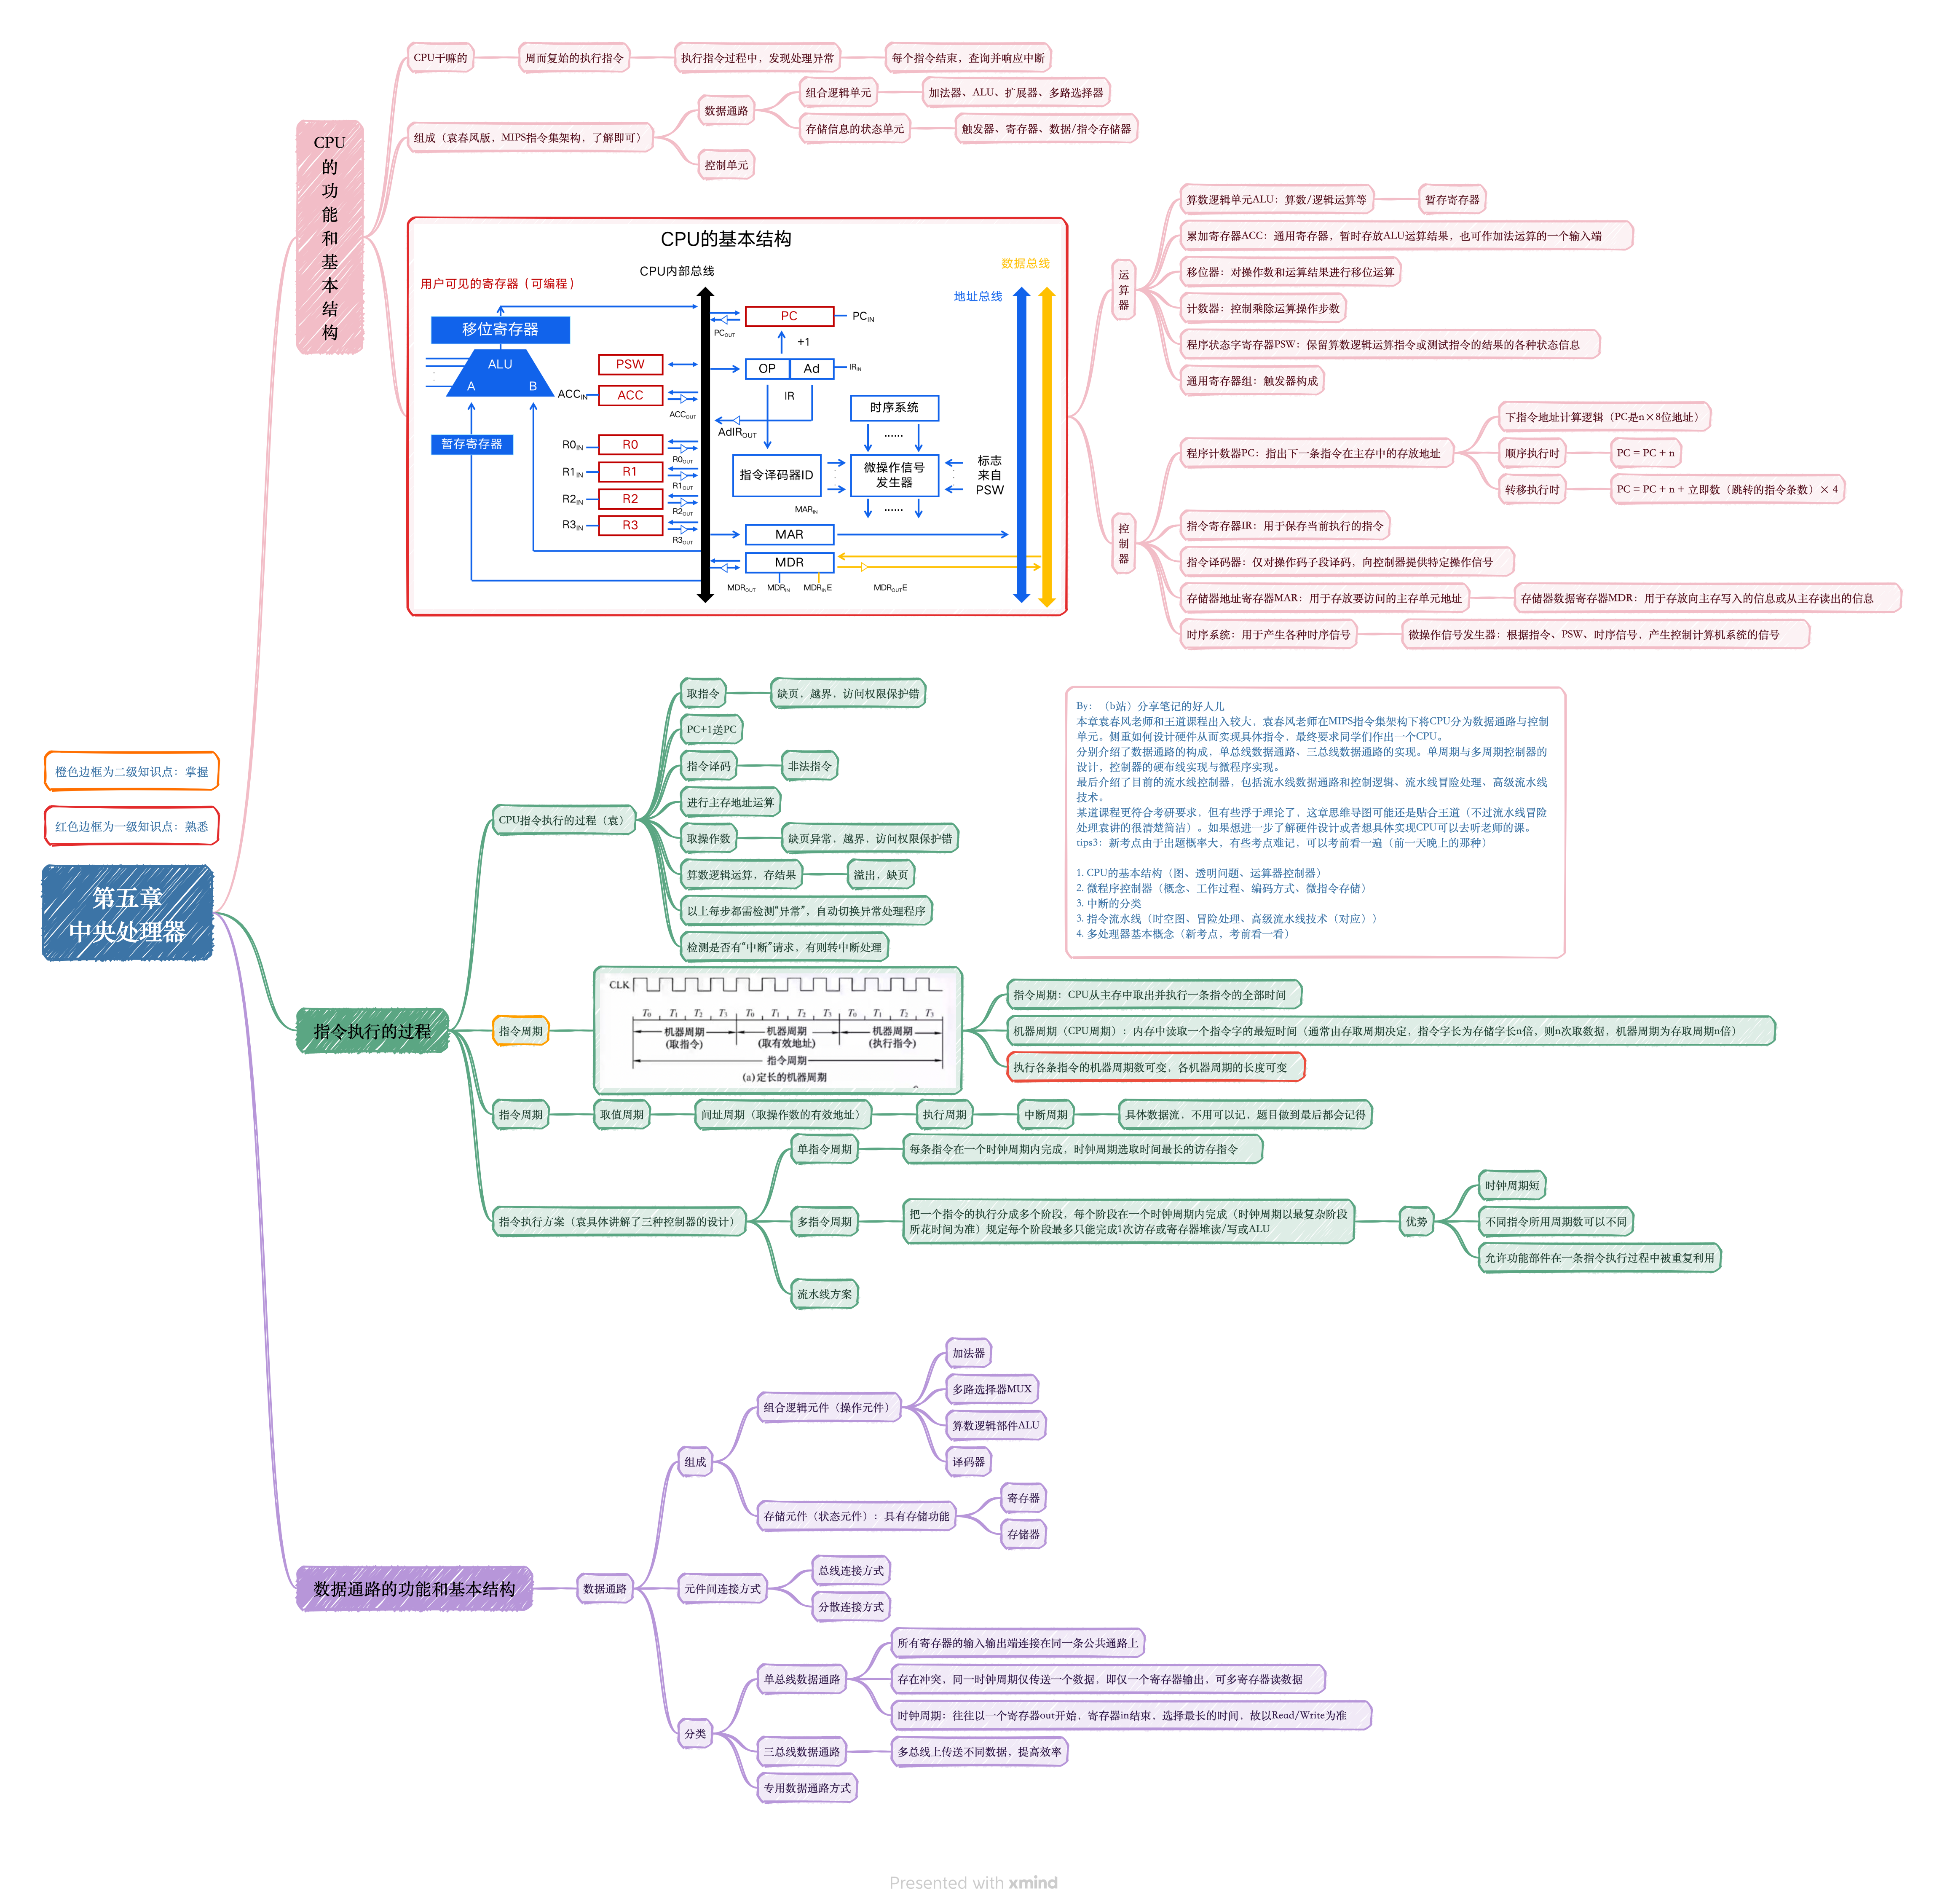 CPU的功能和基本结构
CPU干嘛的
周而复始的执行指令
执行指令过程中，发现处理异常
每个指令结束，查询并响应中断
组成（袁春风版，MIPS指令集架构，了解即可）
数据通路
组合逻辑单元
加法器、ALU、扩展器、多路选择器
存储信息的状态单元
触发器、寄存器、数据/指令存储器
控制单元
CPU的基本结构
用户可见的寄存器（可编程）
CPU内部总线
数据总线
地址总线
移位寄存器
ALU
A
B
暂存寄存器
PSW
ACCIN
ACC
ACCOUT
R0IN
R0
R0OUT
R1IN
R1
R1OUT
R2IN
R2
R2OUT
R3IN
R3
R3OUT
PCOUT
PC
PCIN
+1
OP
Ad
IRIN
IR
AdIROUT
时序系统
......
指令译码器ID
微操作信号
发生器
标志
来自
PSW
......
MARIN
MAR
MDR
MDROUT
MDRIN
MDRINE
MDROUTE
运算器
算数逻辑单元ALU：算数/逻辑运算等
暂存寄存器
累加寄存器ACC：通用寄存器，暂时存放ALU运算结果，也可作加法运算的一个输入端
移位器：对操作数和运算结果进行移位运算
计数器：控制乘除运算操作步数
程序状态字寄存器PSW：保留算数逻辑运算指令或测试指令的结果的各种状态信息
通用寄存器组：触发器构成
控制器
程序计数器PC：指出下一条指令在主存中的存放地址
下指令地址计算逻辑（PC是n×8位地址）
顺序执行时
PC = PC + n
转移执行时
PC = PC + n + 立即数（跳转的指令条数）× 4
指令寄存器IR：用于保存当前执行的指令
指令译码器：仅对操作码子段译码，向控制器提供特定操作信号
存储器地址寄存器MAR：用于存放要访问的主存单元地址
存储器数据寄存器MDR：用于存放向主存写入的信息或从主存读出的信息
时序系统：用于产生各种时序信号
微操作信号发生器：根据指令、PSW、时序信号，产生控制计算机系统的信号
By：（b站）分享笔记的好人儿
本章袁春风老师和王道课程出入较大，袁春风老师在MIPS指令集架构下将CPU分为数据通路与控制
单元。侧重如何设计硬件从而实现具体指令，最终要求同学们作出一个CPU。
分别介绍了数据通路的构成，单总线数据通路、三总线数据通路的实现。单周期与多周期控制器的
设计，控制器的硬布线实现与微程序实现。
最后介绍了目前的流水线控制器，包括流水线数据通路和控制逻辑、流水线冒险处理、高级流水线
技术。
某道课程更符合考研要求，但有些浮于理论了，这章思维导图可能还是贴合王道（不过流水线冒险
处理袁讲的很清楚简洁）。如果想进一步了解硬件设计或者想具体实现CPU可以去听老师的课。
tips3：新考点由于出题概率大，有些考点难记，可以考前看一遍（前一天晚上的那种）
1. CPU的基本结构（图、透明问题、运算器控制器）
2. 微程序控制器（概念、工作过程、编码方式、微指令存储）
3. 中断的分类
3. 指令流水线（时空图、冒险处理、高级流水线技术（对应））
4. 多处理器基本概念（新考点，考前看一看）
橙色边框为二级知识点：掌握
红色边框为一级知识点：熟悉
第五章
中央处理器
指令执行的过程
CPU指令执行的过程（袁）
取指令
缺页，越界，访问权限保护错
PC+1送PC
指令译码
非法指令
进行主存地址运算
取操作数
缺页异常，越界，访问权限保护错
算数逻辑运算，存结果
溢出，缺页
以上每步都需检测“异常”，自动切换异常处理程序
检测是否有“中断”请求，有则转中断处理
指令周期
CLK
T0 T1 T2 T3 T0 T1 T2 T3 T0 T1 T2 T3
机器周期 机器周期 机器周期
(取指令) (取有效地址) (执行指令)
指令周期
(a)定长的机器周期
指令周期：CPU从主存中取出并执行一条指令的全部时间
机器周期（CPU周期）：内存中读取一个指令字的最短时间（通常由存取周期决定，指令字长为存储字长n倍，则n次取数据，机器周期为存取周期n倍）
执行各条指令的机器周期数可变，各机器周期的长度可变
指令周期
取值周期
间址周期（取操作数的有效地址）
执行周期
中断周期
具体数据流，不用可以记，题目做到最后都会记得
指令执行方案（袁具体讲解了三种控制器的设计）
单指令周期
每条指令在一个时钟周期内完成，时钟周期选取时间最长的访存指令
多指令周期
把一个指令的执行分成多个阶段，每个阶段在一个时钟周期内完成（时钟周期以最复杂阶段
所花时间为准）规定每个阶段最多只能完成1次访存或寄存器堆读/写或ALU
优势
时钟周期短
不同指令所用周期数可以不同
允许功能部件在一条指令执行过程中被重复利用
流水线方案
数据通路的功能和基本结构
数据通路
组成
组合逻辑元件（操作元件）
加法器
多路选择器MUX
算数逻辑部件ALU
译码器
存储元件（状态元件）：具有存储功能
寄存器
存储器
元件间连接方式
总线连接方式
分散连接方式
分类
单总线数据通路
所有寄存器的输入输出端连接在同一条公共通路上
存在冲突，同一时钟周期仅传送一个数据，即仅一个寄存器输出，可多寄存器读数据
时钟周期：往往以一个寄存器out开始，寄存器in结束，选择最长的时间，故以Read/Write为准
三总线数据通路
多总线上传送不同数据，提高效率
专用数据通路方式
Presented with xmind